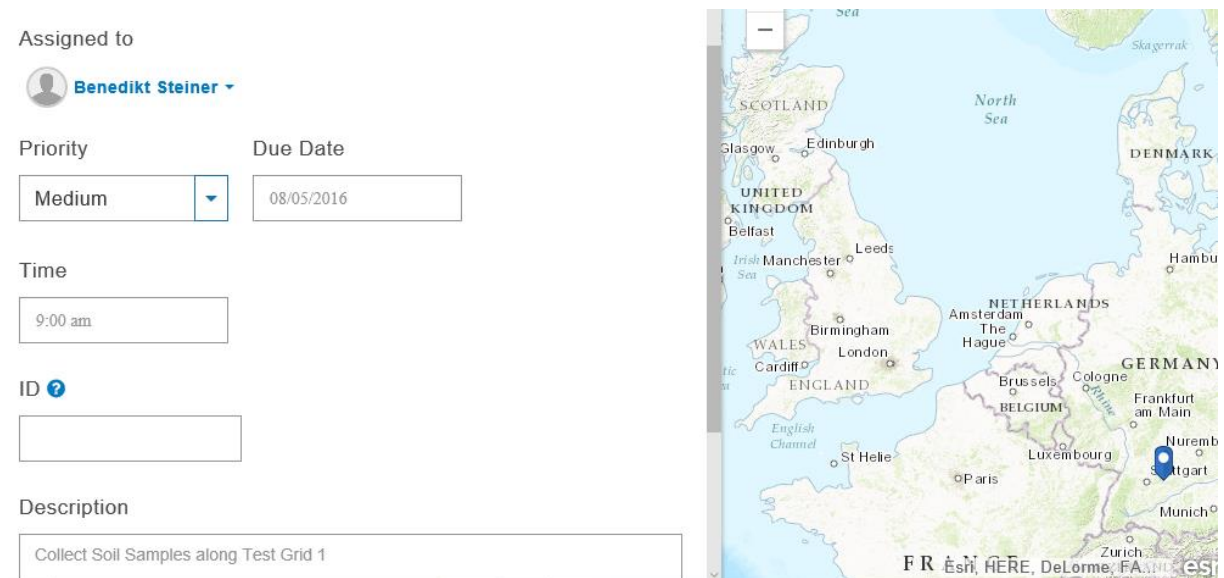 Assigned to
Benedikt Steiner
Priority
Due Date
Medium
08/05/2016
Time
9:00 am
ID ?
Description
Collect Soil Samples along Test Grid 1
−
Sea
Skagerrak
North
Sea
SCOTLAND
Glasgow
Edinburgh
DENMARK
UNITED
KINGDOM
Belfast
Leeds
Irish
Sea
Manchester
Hambu
NETHERLANDS
Amsterdam
The
Hague
Birmingham
WALES
London
Cardiff
ENGLAND
GERMANY
Brussels
Cologne
Rhine
BELGIUM
Frankfurt
am Main
English
Channel
Nuremb
St Helie
Luxembourg
ttgart
Paris
Munich
Zurich
FRANCE
Esri, HERE, DeLorme, FA...
esri